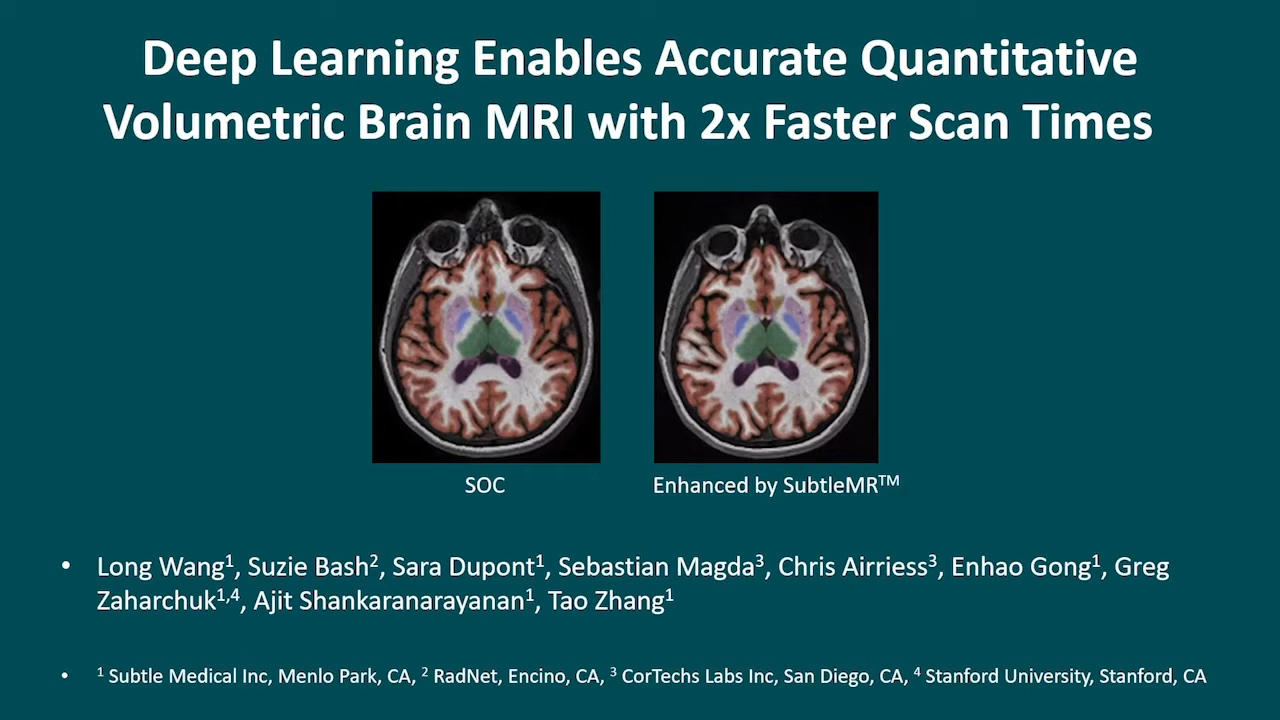 Deep Learning Enables Accurate Quantitative
Volumetric Brain MRI with 2x Faster Scan Times
SOC
Enhanced by SubtleMR™
• Long Wang¹, Suzie Bash², Sara Dupont¹, Sebastian Magda³, Chris Airriess³, Enhao Gong¹, Greg
Zaharchuk¹,⁴, Ajit Shankaranarayanan¹, Tao Zhang¹
• ¹ Subtle Medical Inc, Menlo Park, CA, ² RadNet, Encino, CA, ³ CorTechs Labs Inc, San Diego, CA, ⁴ Stanford University, Stanford, CA